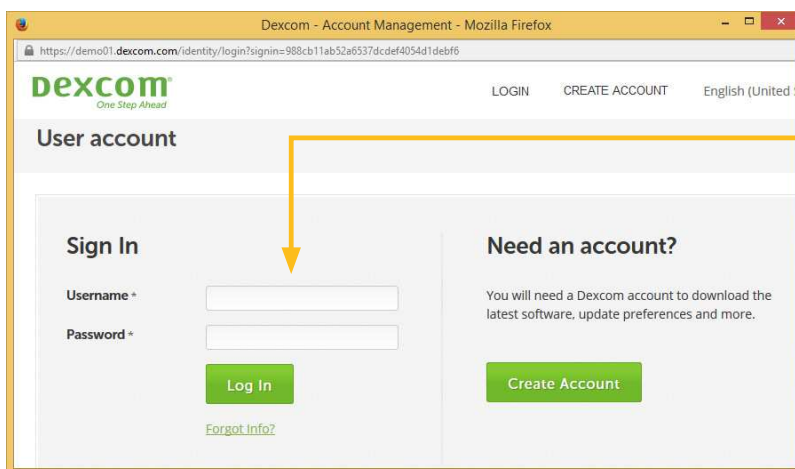 Dexcom - Account Management - Mozilla Firefox
https://demo01.dexcom.com/identity/login?signin=988cb11ab52a6537dcdef4054d1debf6
Dexcom
One Step Ahead
LOGIN CREATE ACCOUNT English (United
User account
Sign In
Username *
Password *
Log In
Forgot Info?
Need an account?
You will need a Dexcom account to download the
latest software, update preferences and more.
Create Account